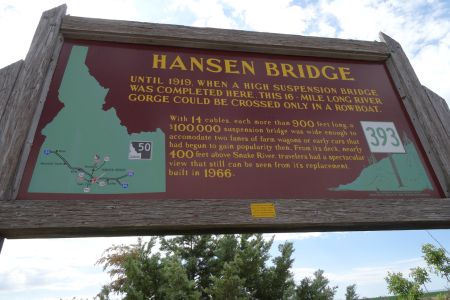 HANSEN BRIDGE
UNTIL 1919, WHEN A HIGH SUSPENSION BRIDGE
WAS COMPLETED HERE, THIS 16-MILE LONG RIVER
GORGE COULD BE CROSSED ONLY IN A ROWBOAT.
With 14 cables, each more than 900 feet long, a
$100,000 suspension bridge was wide enough to
accomodate two lanes of farm wagons or early cars that
had begun to gain popularity then. From its deck, nearly
400 feet above Snake River, travelers had a spectacular
view that still can be seen from its replacement,
built in 1966.
50
393